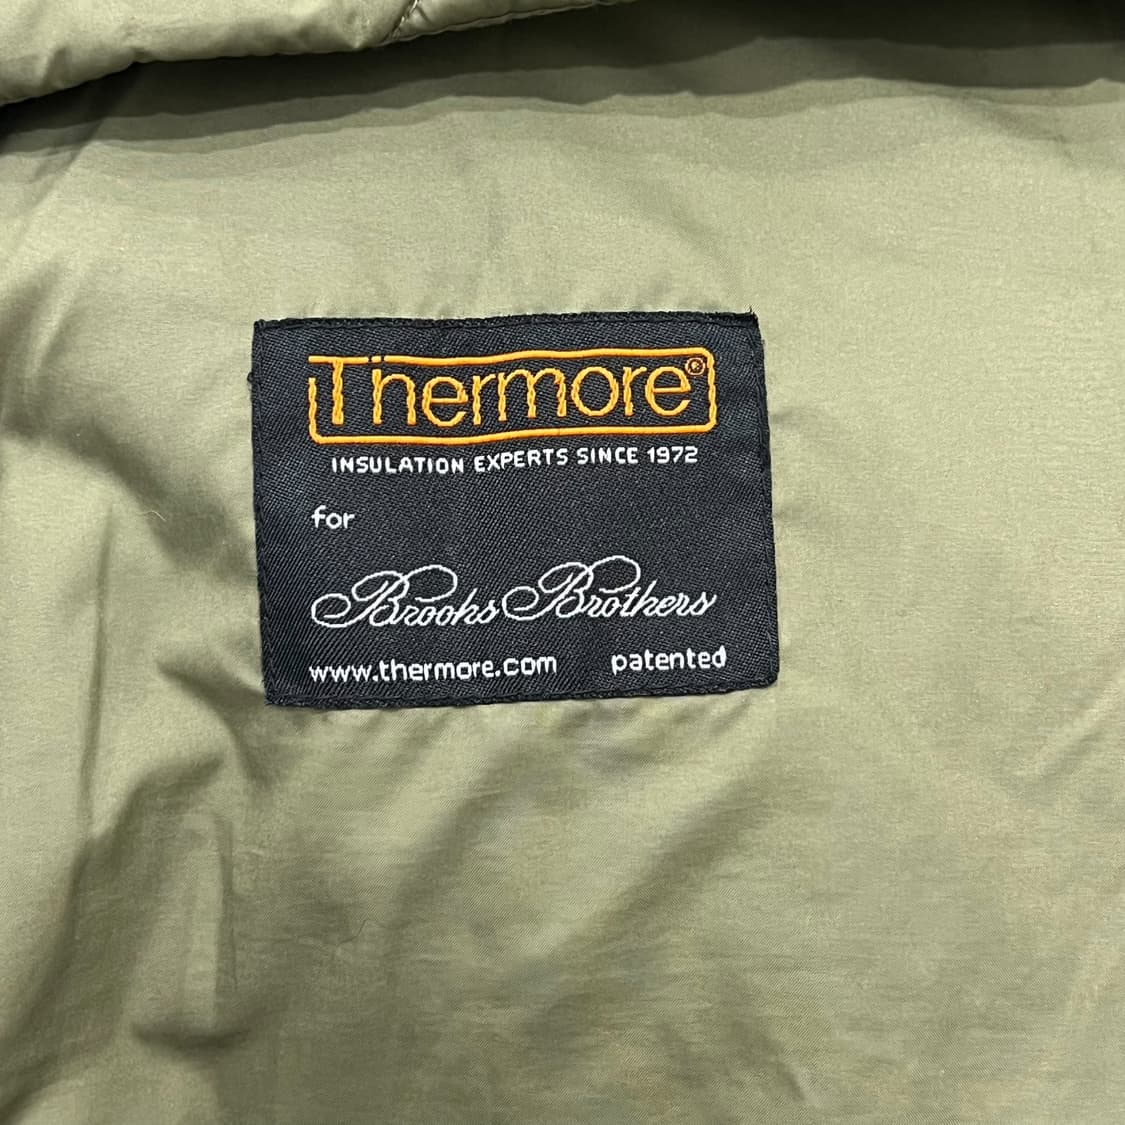 Thermore®
INSULATION EXPERTS SINCE 1972
for
Brooks Brothers
www.thermore.com patented